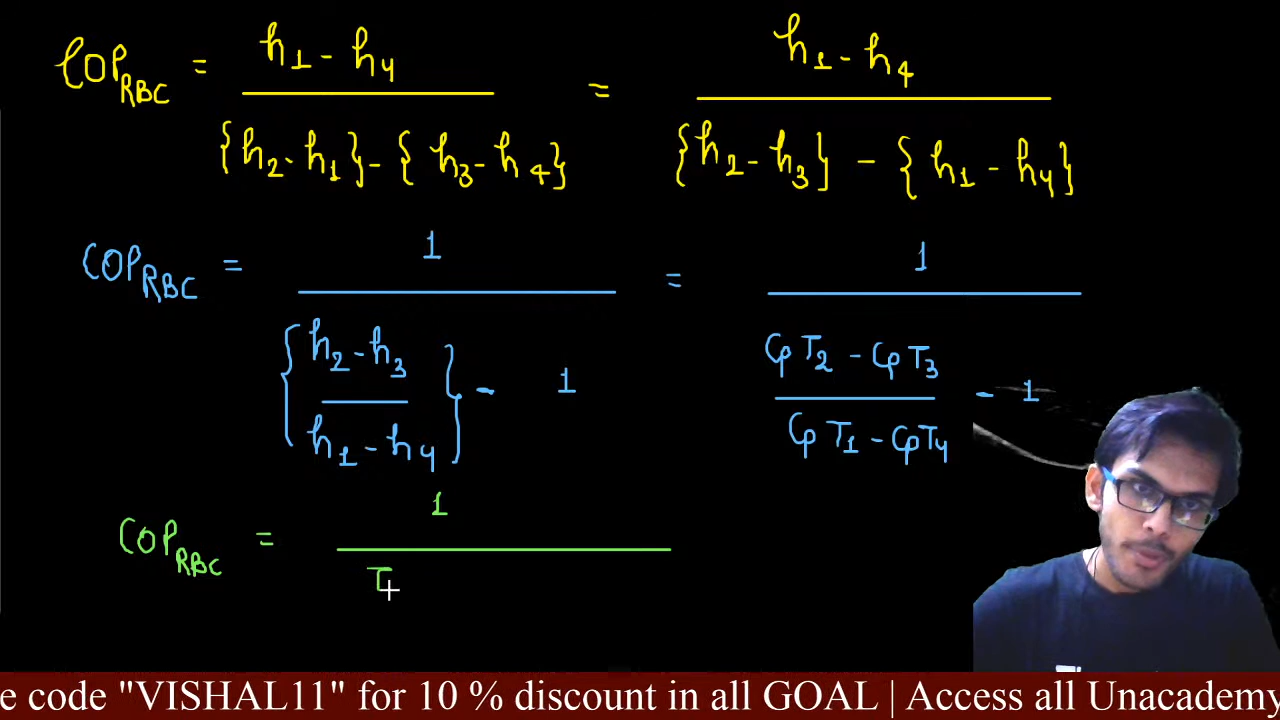 COP_RBC = (h1 - h4) / ({h2 - h1} - {h3 - h4}) = (h1 - h4) / ({h2 - h3} - {h1 - h4})
COP_RBC = 1 / ({(h2 - h3) / (h1 - h4)} - 1) = 1 / ((CpT2 - CpT3) / (CpT1 - CpT4) - 1)
COP_RBC = 1 / T
e code "VISHAL11" for 10 % discount in all GOAL | Access all Unacademy